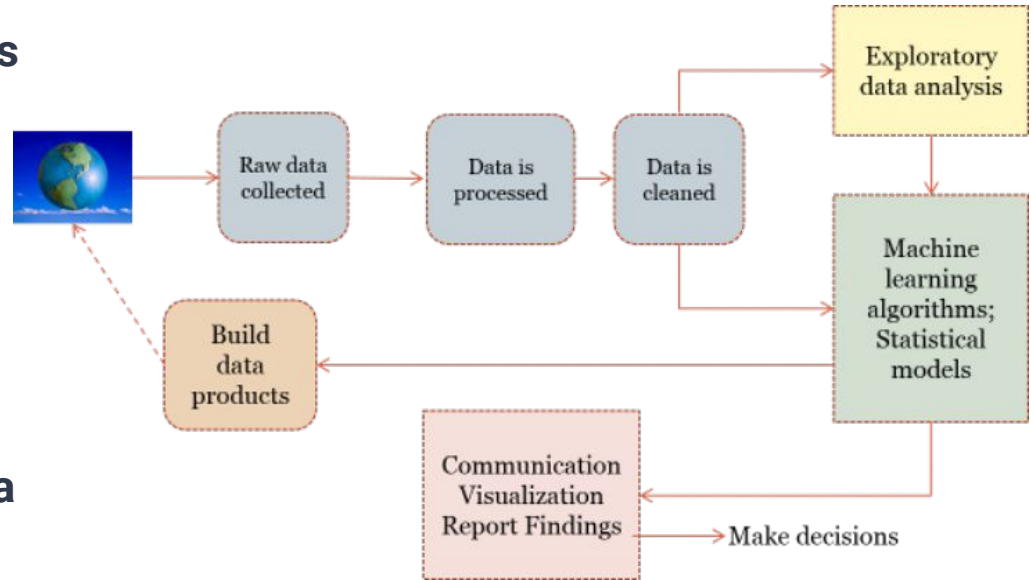 s
Exploratory
data analysis
Raw data
collected
Data is
processed
Data is
cleaned
Machine
learning
algorithms;
Statistical
models
Build
data
products
Communication
Visualization
Report Findings
Make decisions
a